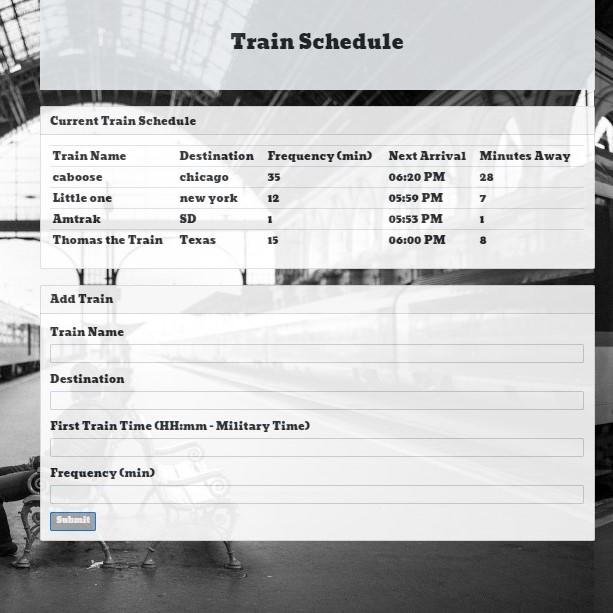 Train Schedule
Current Train Schedule
Train Name Destination Frequency (min) Next Arrival Minutes Away
caboose chicago 35 06:20 PM 28
Little one new york 12 05:59 PM 7
Amtrak SD 1 05:53 PM 1
Thomas the Train Texas 15 06:00 PM 8
Add Train
Train Name
Destination
First Train Time (HH:mm - Military Time)
Frequency (min)
Submit